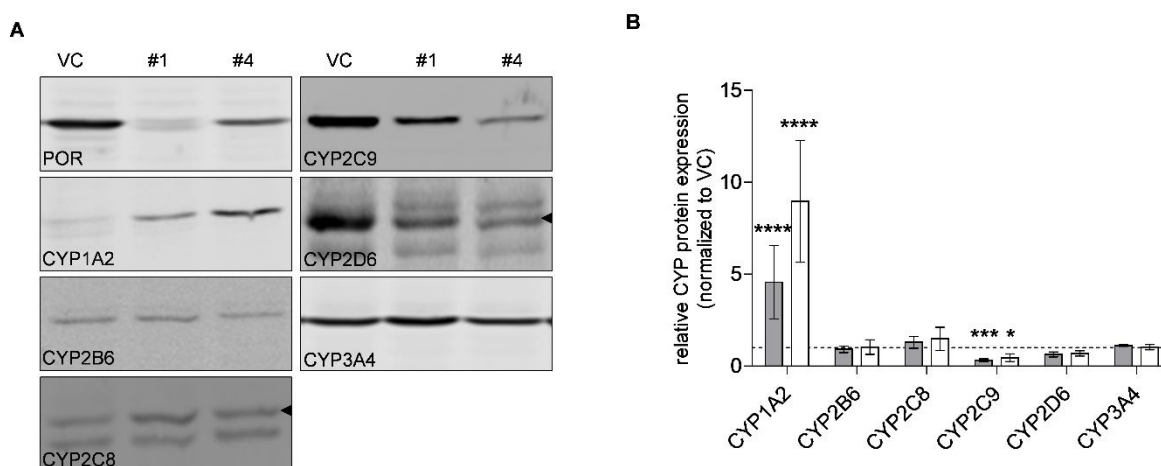 A
VC #1 #4 VC #1 #4
POR
CYP2C9
CYP1A2
CYP2D6
CYP2B6
CYP3A4
CYP2C8
B
relative CYP protein expression
(normalized to VC)
15
10
5
0
****
****
*** *
CYP1A2
CYP2B6
CYP2C8
CYP2C9
CYP2D6
CYP3A4